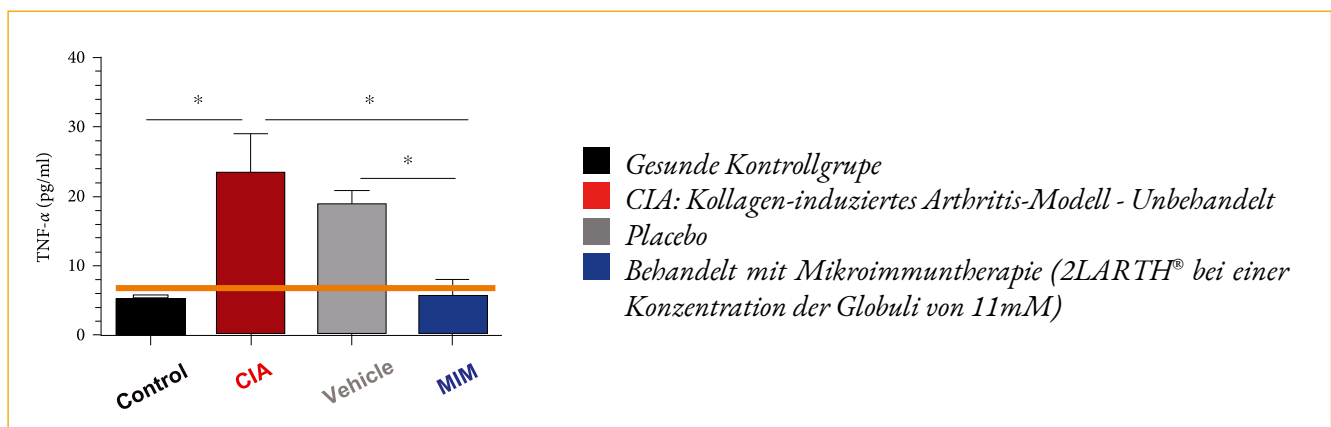 40
30
20
10
0
TNF-α (pg/ml)
*
*
*
Control
CIA
Vehicle
MIM
Gesunde Kontrollgrupe
CIA: Kollagen-induziertes Arthritis-Modell - Unbehandelt
Placebo
Behandelt mit Mikroimmuntherapie (2LARTH® bei einer
Konzentration der Globuli von 11mM)